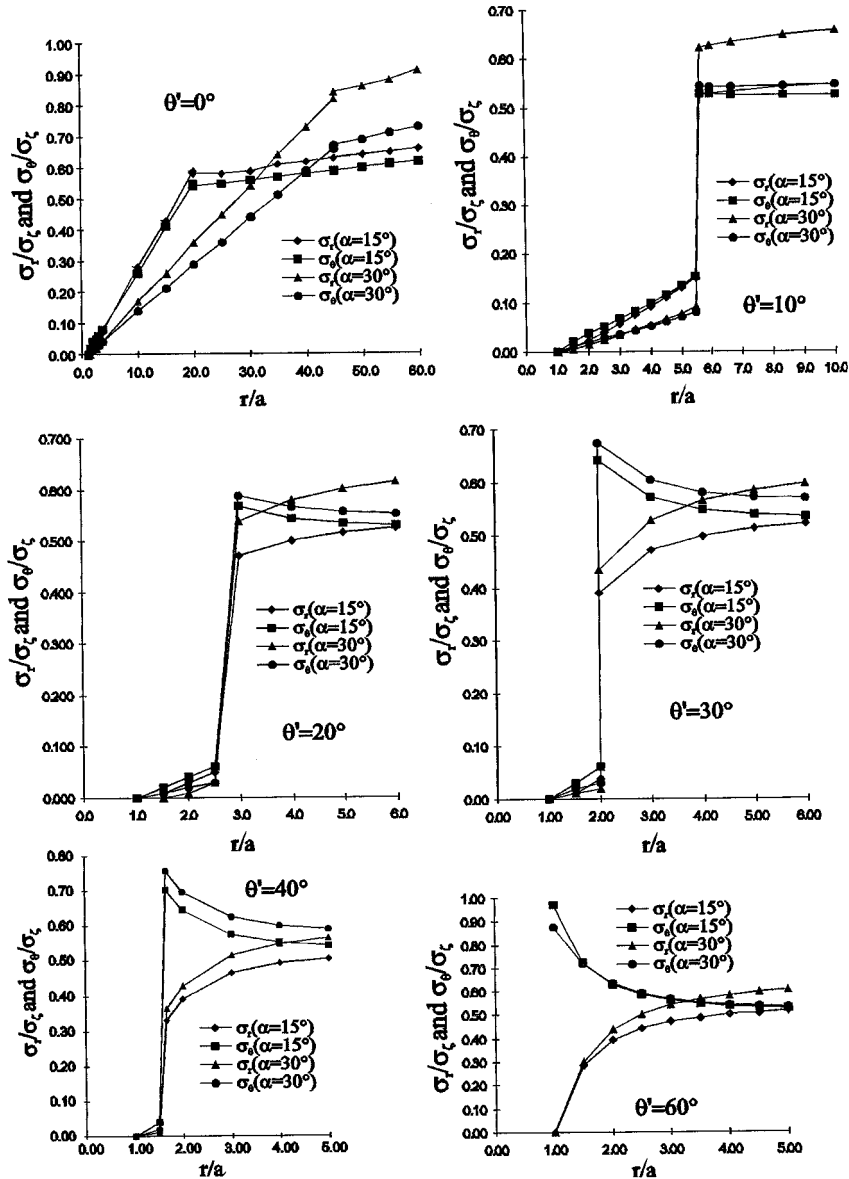 σr/σζ and σθ/σζ
1.00
0.90
0.80
0.70
0.60
0.50
0.40
0.30
0.20
0.10
0.00
θ'=0°
σr(α=15°)
σθ(α=15°)
σr(α=30°)
σθ(α=30°)
0.0 10.0 20.0 30.0 40.0 50.0 60.0
r/a
σr/σζ and σθ/σζ
0.70
0.60
0.50
0.40
0.30
0.20
0.10
0.00
σr(α=15°)
σθ(α=15°)
σr(α=30°)
σθ(α=30°)
θ'=10°
0.0 1.0 2.0 3.0 4.0 5.0 6.0 7.0 8.0 9.0 10.0
r/a
σr/σζ and σθ/σζ
0.700
0.600
0.500
0.400
0.300
0.200
0.100
0.000
σr(α=15°)
σθ(α=15°)
σr(α=30°)
σθ(α=30°)
θ'=20°
0.0 1.0 2.0 3.0 4.0 5.0 6.0
r/a
σr/σζ and σθ/σζ
0.70
0.60
0.50
0.40
0.30
0.20
0.10
0.00
σr(α=15°)
σθ(α=15°)
σr(α=30°)
σθ(α=30°)
θ'=30°
0.00 1.00 2.00 3.00 4.00 5.00 6.00
r/a
σr/σζ and σθ/σζ
0.80
0.70
0.60
0.50
0.40
0.30
0.20
0.10
0.00
θ'=40°
σr(α=15°)
σθ(α=15°)
σr(α=30°)
σθ(α=30°)
0.00 1.00 2.00 3.00 4.00 5.00
r/a
σr/σζ and σθ/σζ
1.00
0.90
0.80
0.70
0.60
0.50
0.40
0.30
0.20
0.10
0.00
σr(α=15°)
σθ(α=15°)
σr(α=30°)
σθ(α=30°)
θ'=60°
0.00 1.00 2.00 3.00 4.00 5.00
r/a